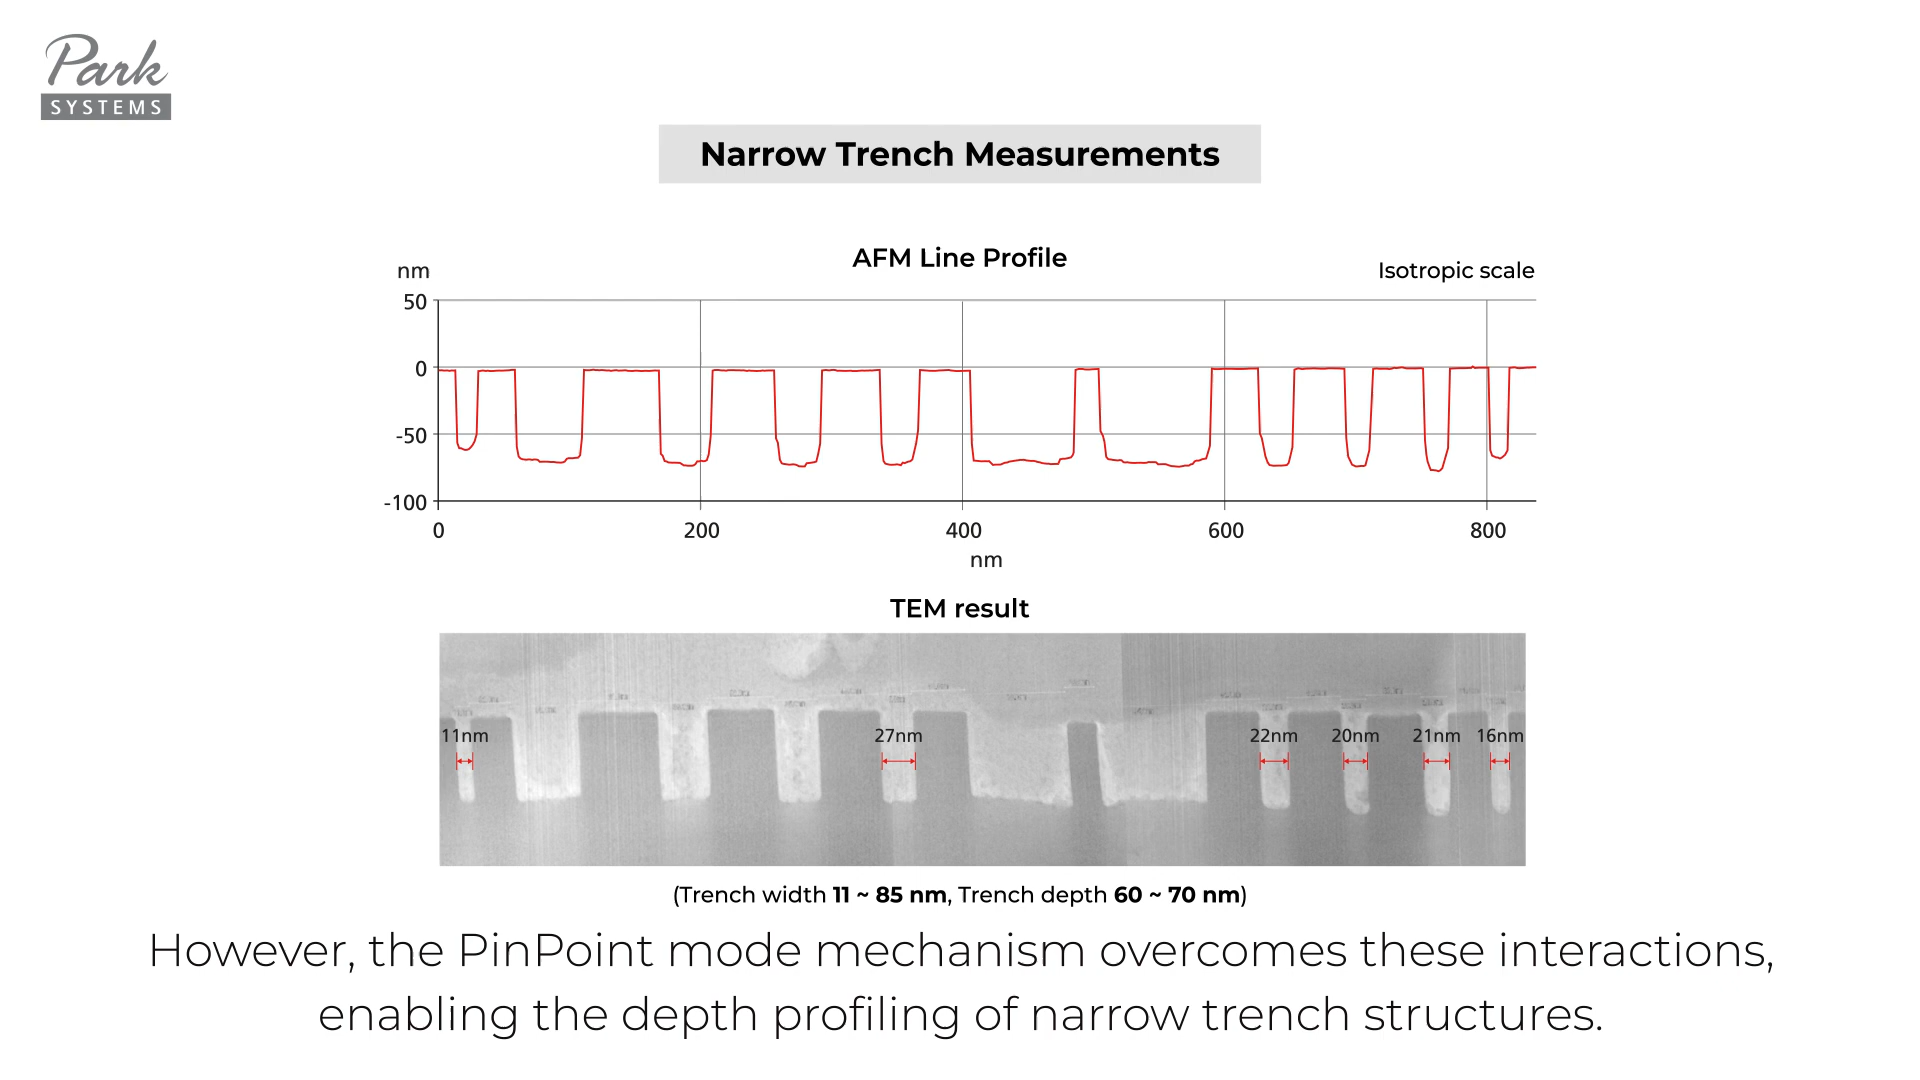 Park
SYSTEMS
Narrow Trench Measurements
AFM Line Profile
nm
Isotropic scale
50
0
-50
-100
0 200 400 600 800
nm
TEM result
11nm 27nm 22nm 20nm 21nm 16nm
(Trench width 11 ~ 85 nm, Trench depth 60 ~ 70 nm)
However, the PinPoint mode mechanism overcomes these interactions,
enabling the depth profiling of narrow trench structures.